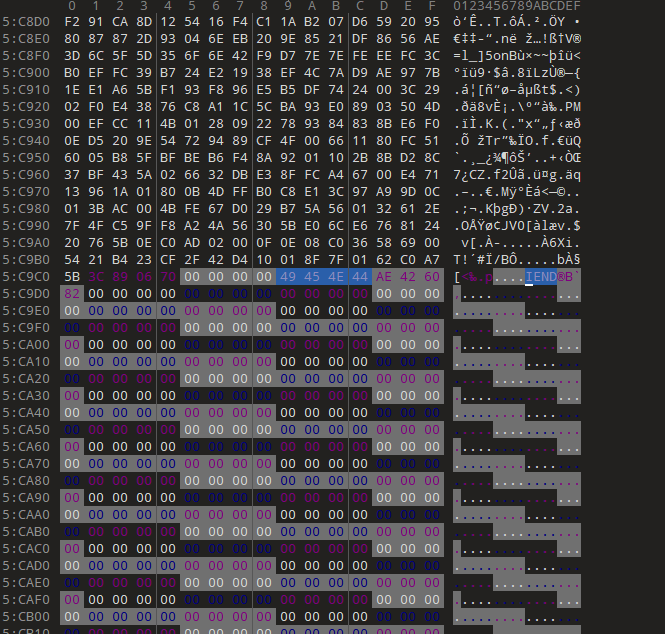 0 1 2 3 4 5 6 7 8 9 A B C D E F 0123456789ABCDEF
5:C8D0 F2 91 CA 8D 12 54 16 F4 C1 1A B2 07 D6 59 20 95 ò‘Ê..T.ôÁ.².ÖY •
5:C8E0 80 87 87 2D 93 04 6E EB 20 9E 85 21 DF 86 56 AE €‡‡-“.në ž…!ß†V®
5:C8F0 3D 6C 5F 5D 35 6F 6E 42 F9 D7 7E 7E FE EE FC 3C =l_]5onBù×~~þîü<
5:C900 B0 EF FC 39 B7 24 E2 19 38 EF 4C 7A D9 AE 97 7B °ïü9·$â.8ïLzÙ®—{
5:C910 1E E1 A6 5B F1 93 F8 96 E5 B5 DF 74 24 00 3C 29 .á¦[ñ“ø–åµßt$.<)
5:C920 02 F0 E4 38 76 C8 A1 1C 5C BA 93 E0 89 03 50 4D .ðä8vÈ¡.\º“à‰.PM
5:C930 00 EF CC 11 4B 01 28 09 22 78 93 84 83 8B E6 F0 .ïÌ.K.(."x“„ƒ‹æð
5:C940 0E D5 20 9E 54 72 94 89 CF 4F 00 66 11 80 FC 51 .Õ žTr”‰ÏO.f.€üQ
5:C950 60 05 B8 5F BF BE B6 F4 8A 92 01 10 2B 8B D2 8C `.¸_¿¾¶ôŠ’..+‹ÒŒ
5:C960 37 BF 43 5A 02 66 32 DB E3 8F FC A4 67 00 E4 71 7¿CZ.f2Ûã.ü¤g.äq
5:C970 13 96 1A 01 80 0B 4D FF B0 C8 E1 3C 97 A9 9D 0C .–..€.Mÿ°Èá<—©..
5:C980 01 3B AC 00 4B FE 67 D0 29 B7 5A 56 01 32 61 2E .;¬.KþgÐ)·ZV.2a.
5:C990 7F 4F C5 9F F8 A2 4A 56 30 5B E0 6C E6 76 81 24 .OÅŸø¢JV0[àlæv.$
5:C9A0 20 76 5B 0E C0 AD 02 00 0F 0E 08 C0 36 58 69 00 v[.À-.....À6Xi.
5:C9B0 54 21 B4 23 CF 2F 42 D4 10 01 8F 7F 01 62 C0 A7 T!´#Ï/BÔ.....bÀ§
5:C9C0 5B 3C 89 06 70 00 00 00 00 49 45 4E 44 AE 42 60 [<‰.p....IEND®B`
5:C9D0 82 00 00 00 00 00 00 00 00 00 00 00 00 00 00 00 ................
5:C9E0 00 00 00 00 00 00 00 00 00 00 00 00 00 00 00 00 ................
5:C9F0 00 00 00 00 00 00 00 00 00 00 00 00 00 00 00 00 ................
5:CA00 00 00 00 00 00 00 00 00 00 00 00 00 00 00 00 00 ................
5:CA10 00 00 00 00 00 00 00 00 00 00 00 00 00 00 00 00 ................
5:CA20 00 00 00 00 00 00 00 00 00 00 00 00 00 00 00 00 ................
5:CA30 00 00 00 00 00 00 00 00 00 00 00 00 00 00 00 00 ................
5:CA40 00 00 00 00 00 00 00 00 00 00 00 00 00 00 00 00 ................
5:CA50 00 00 00 00 00 00 00 00 00 00 00 00 00 00 00 00 ................
5:CA60 00 00 00 00 00 00 00 00 00 00 00 00 00 00 00 00 ................
5:CA70 00 00 00 00 00 00 00 00 00 00 00 00 00 00 00 00 ................
5:CA80 00 00 00 00 00 00 00 00 00 00 00 00 00 00 00 00 ................
5:CA90 00 00 00 00 00 00 00 00 00 00 00 00 00 00 00 00 ................
5:CAA0 00 00 00 00 00 00 00 00 00 00 00 00 00 00 00 00 ................
5:CAB0 00 00 00 00 00 00 00 00 00 00 00 00 00 00 00 00 ................
5:CAC0 00 00 00 00 00 00 00 00 00 00 00 00 00 00 00 00 ................
5:CAD0 00 00 00 00 00 00 00 00 00 00 00 00 00 00 00 00 ................
5:CAE0 00 00 00 00 00 00 00 00 00 00 00 00 00 00 00 00 ................
5:CAF0 00 00 00 00 00 00 00 00 00 00 00 00 00 00 00 00 ................
5:CB00 00 00 00 00 00 00 00 00 00 00 00 00 00 00 00 00 ................